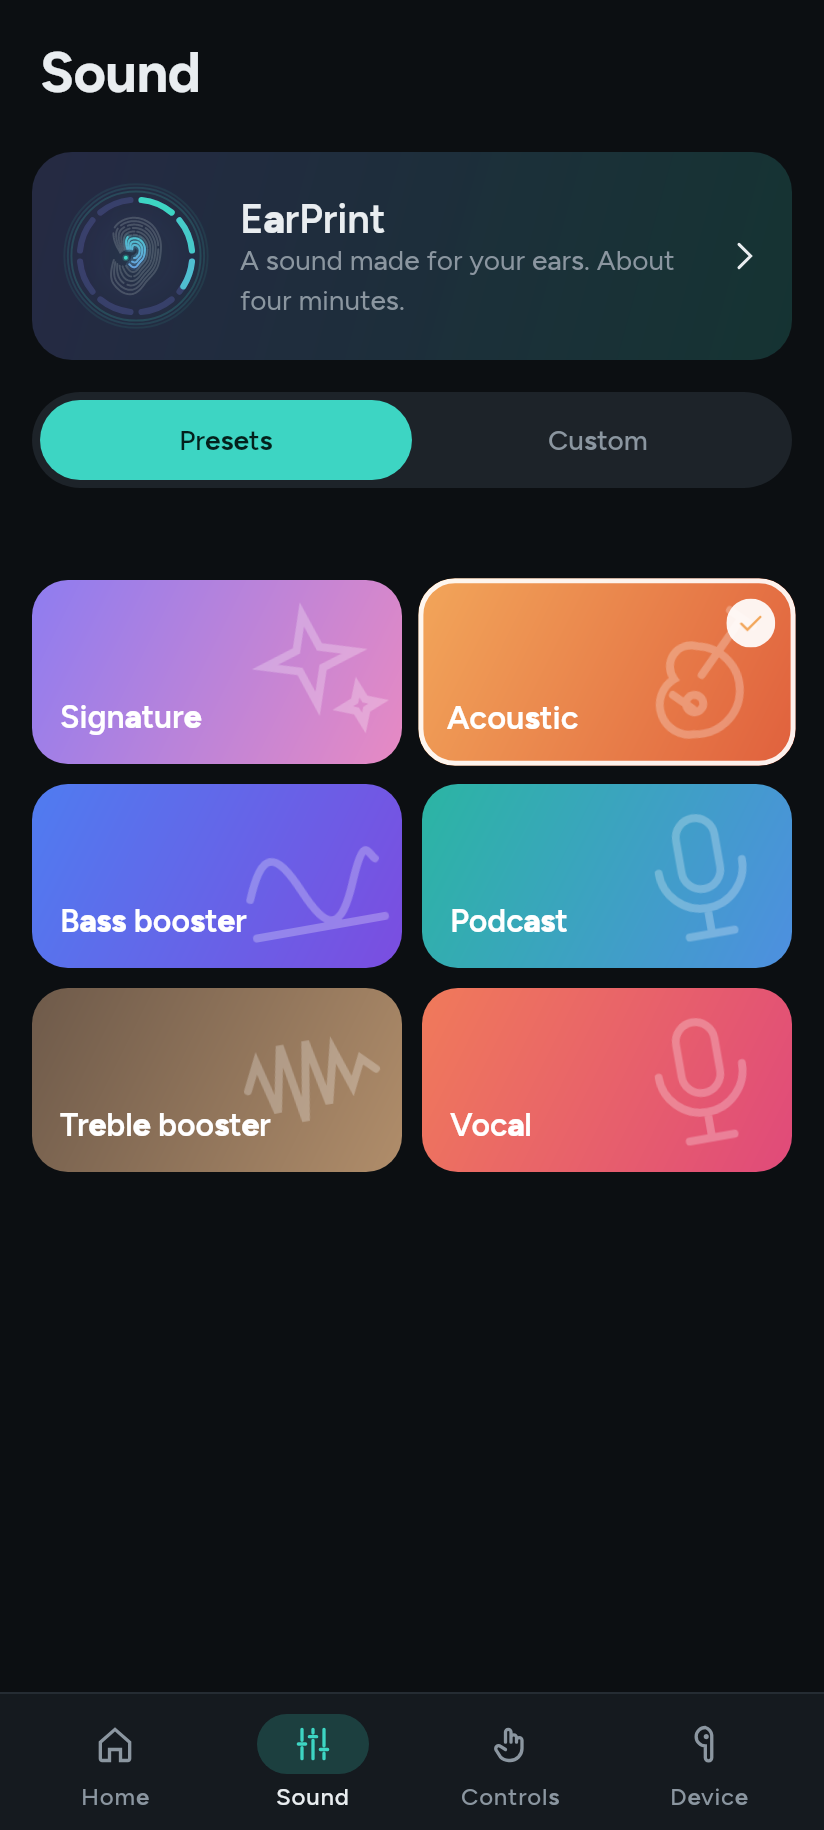 Sound
EarPrint
A sound made for your ears. About
four minutes.
Presets
Custom
Signature
Acoustic
Bass booster
Podcast
Treble booster
Vocal
Home
Sound
Controls
Device